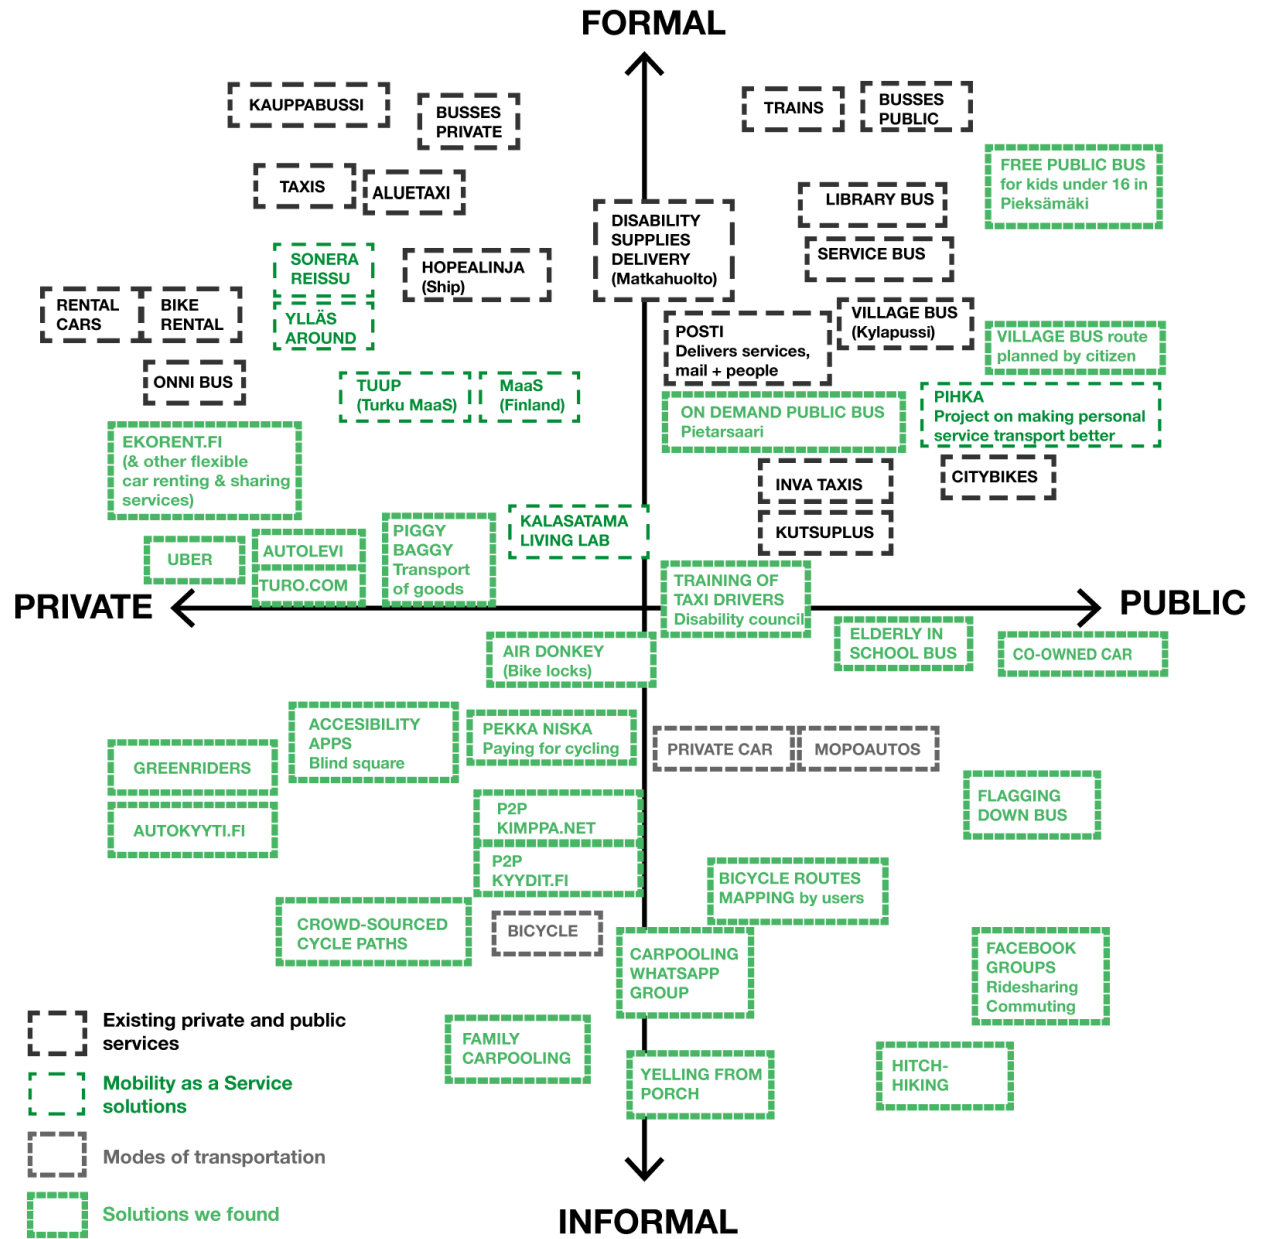 FORMAL
KAUPPABUSSI
BUSSES
PRIVATE
TRAINS
BUSSES
PUBLIC
FREE PUBLIC BUS
for kids under 16 in
Pieksämäki
TAXIS
ALUETAXI
LIBRARY BUS
DISABILITY
SUPPLIES
DELIVERY
(Matkahuolto)
SERVICE BUS
SONERA
REISSU
HOPEALINJA
(Ship)
RENTAL
CARS
BIKE
RENTAL
YLLÄS
AROUND
POSTI
Delivers services,
mail + people
VILLAGE BUS
(Kylapussi)
VILLAGE BUS route
planned by citizen
ONNI BUS
TUUP
(Turku MaaS)
MaaS
(Finland)
ON DEMAND PUBLIC BUS
Pietarsaari
PIHKA
Project on making personal
service transport better
EKORENT.FI
(& other flexible
car renting & sharing
services)
INVA TAXIS
CITYBIKES
KUTSUPLUS
KALASATAMA
LIVING LAB
PIGGY
BAGGY
Transport
of goods
UBER
AUTOLEVI
TURO.COM
TRAINING OF
TAXI DRIVERS
Disability council
PRIVATE
PUBLIC
AIR DONKEY
(Bike locks)
ELDERLY IN
SCHOOL BUS
CO-OWNED CAR
ACCESIBILITY
APPS
Blind square
PEKKA NISKA
Paying for cycling
PRIVATE CAR
MOPOAUTOS
GREENRIDERS
AUTOKYYTI.FI
P2P
KIMPPA.NET
P2P
KYYDIT.FI
FLAGGING
DOWN BUS
BICYCLE ROUTES
MAPPING by users
CROWD-SOURCED
CYCLE PATHS
BICYCLE
CARPOOLING
WHATSAPP
GROUP
FACEBOOK
GROUPS
Ridesharing
Commuting
FAMILY
CARPOOLING
YELLING FROM
PORCH
HITCH-
HIKING
Existing private and public
services
Mobility as a Service
solutions
Modes of transportation
Solutions we found
INFORMAL